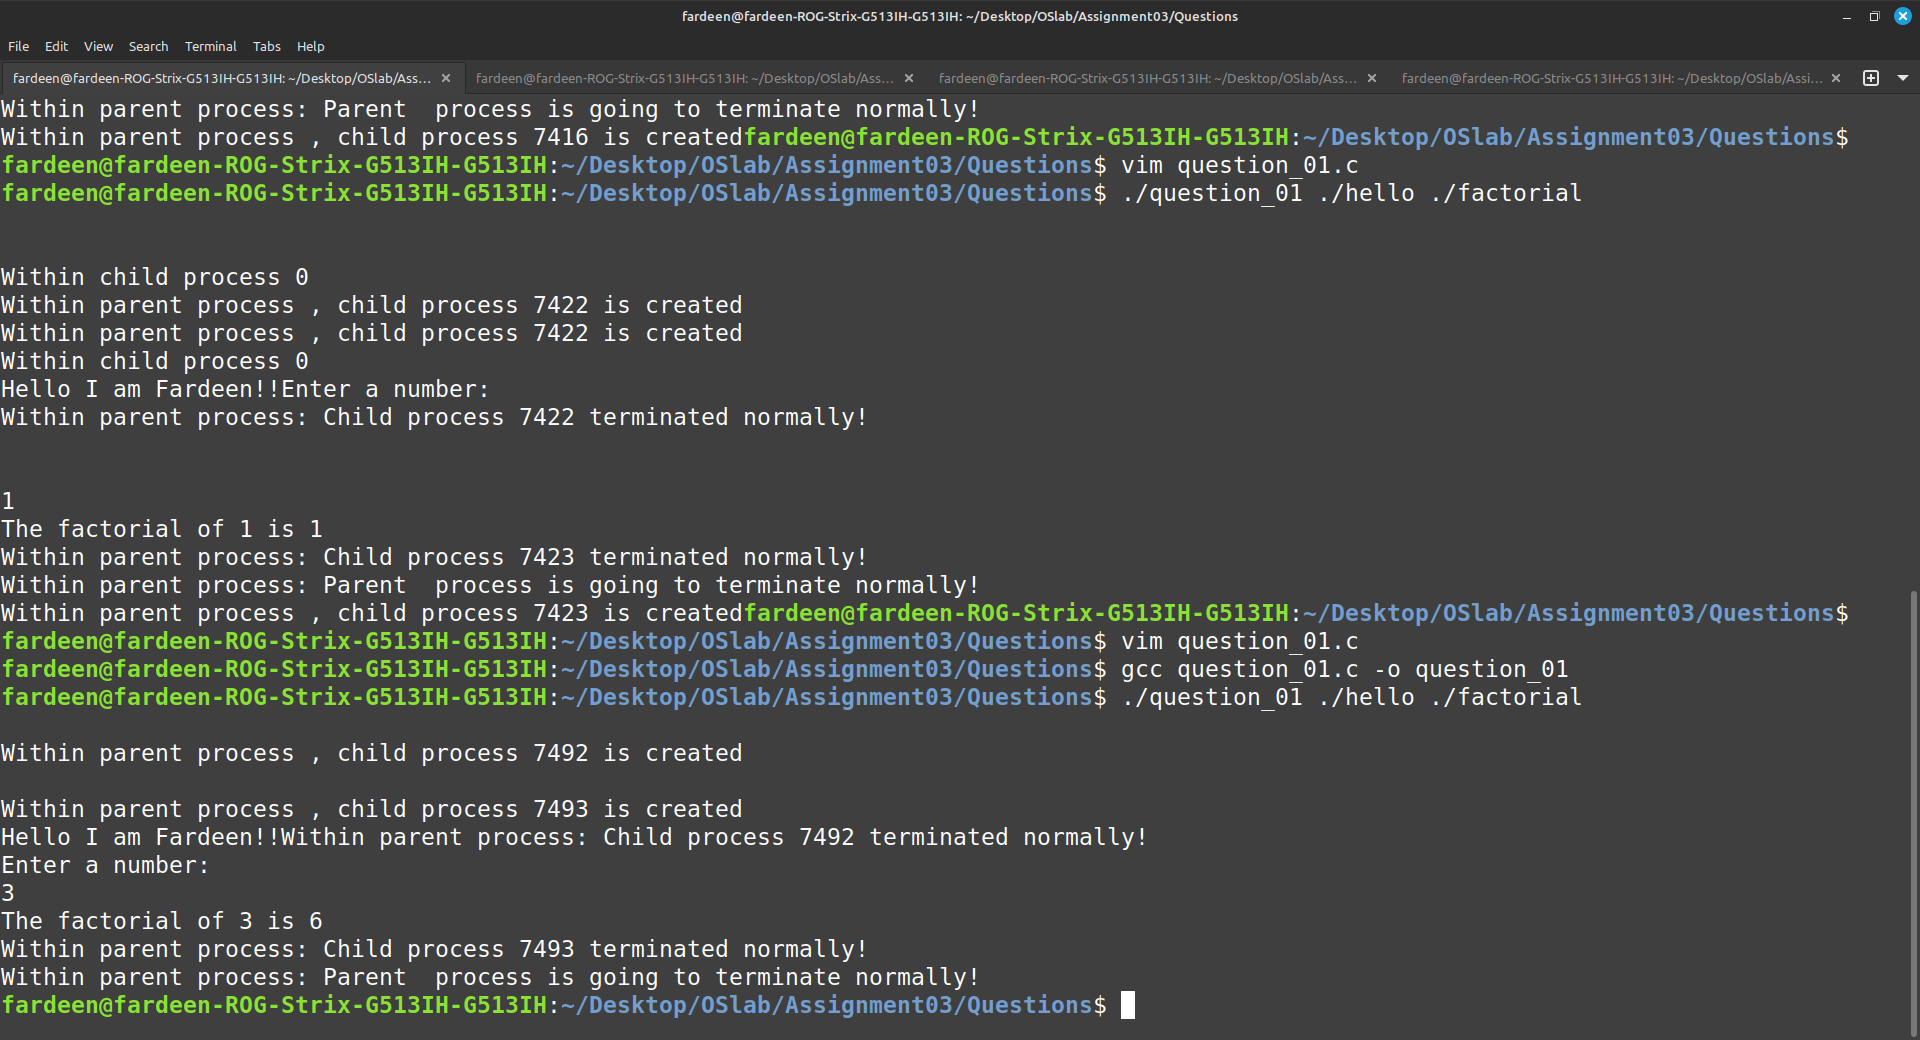 fardeen@fardeen-ROG-Strix-G513IH-G513IH: ~/Desktop/OSlab/Assignment03/Questions
File Edit View Search Terminal Tabs Help
fardeen@fardeen-ROG-Strix-G513IH-G513IH: ~/Desktop/OSlab/Ass... fardeen@fardeen-ROG-Strix-G513IH-G513IH: ~/Desktop/OSlab/Ass... fardeen@fardeen-ROG-Strix-G513IH-G513IH: ~/Desktop/OSlab/Ass... fardeen@fardeen-ROG-Strix-G513IH-G513IH: ~/Desktop/OSlab/Assi...
Within parent process: Parent  process is going to terminate normally!
Within parent process , child process 7416 is createdfardeen@fardeen-ROG-Strix-G513IH-G513IH:~/Desktop/OSlab/Assignment03/Questions$
fardeen@fardeen-ROG-Strix-G513IH-G513IH:~/Desktop/OSlab/Assignment03/Questions$ vim question_01.c
fardeen@fardeen-ROG-Strix-G513IH-G513IH:~/Desktop/OSlab/Assignment03/Questions$ ./question_01 ./hello ./factorial
Within child process 0
Within parent process , child process 7422 is created
Within parent process , child process 7422 is created
Within child process 0
Hello I am Fardeen!!Enter a number:
Within parent process: Child process 7422 terminated normally!
1
The factorial of 1 is 1
Within parent process: Child process 7423 terminated normally!
Within parent process: Parent  process is going to terminate normally!
Within parent process , child process 7423 is createdfardeen@fardeen-ROG-Strix-G513IH-G513IH:~/Desktop/OSlab/Assignment03/Questions$
fardeen@fardeen-ROG-Strix-G513IH-G513IH:~/Desktop/OSlab/Assignment03/Questions$ vim question_01.c
fardeen@fardeen-ROG-Strix-G513IH-G513IH:~/Desktop/OSlab/Assignment03/Questions$ gcc question_01.c -o question_01
fardeen@fardeen-ROG-Strix-G513IH-G513IH:~/Desktop/OSlab/Assignment03/Questions$ ./question_01 ./hello ./factorial
Within parent process , child process 7492 is created
Within parent process , child process 7493 is created
Hello I am Fardeen!!Within parent process: Child process 7492 terminated normally!
Enter a number:
3
The factorial of 3 is 6
Within parent process: Child process 7493 terminated normally!
Within parent process: Parent  process is going to terminate normally!
fardeen@fardeen-ROG-Strix-G513IH-G513IH:~/Desktop/OSlab/Assignment03/Questions$